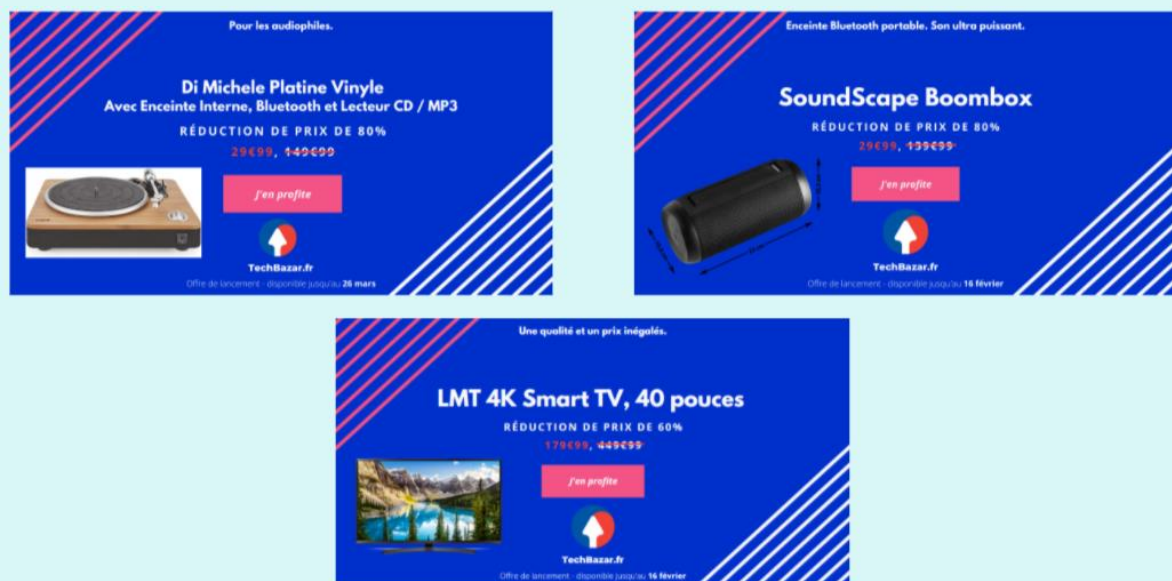 Pour les audiophiles.
Di Michele Platine Vinyle
Avec Enceinte Interne, Bluetooth et Lecteur CD / MP3
RÉDUCTION DE PRIX DE 80%
29€99, 149€99
J'en profite
TechBazar.fr
Offre de lancement - disponible jusqu'au 26 mars
Enceinte Bluetooth portable. Son ultra puissant.
SoundScape Boombox
RÉDUCTION DE PRIX DE 80%
29€99, 139€99
J'en profite
TechBazar.fr
Offre de lancement - disponible jusqu'au 16 février
Une qualité et un prix inégalés.
LMT 4K Smart TV, 40 pouces
RÉDUCTION DE PRIX DE 60%
179€99, 449€99
J'en profite
TechBazar.fr
Offre de lancement - disponible jusqu'au 16 février